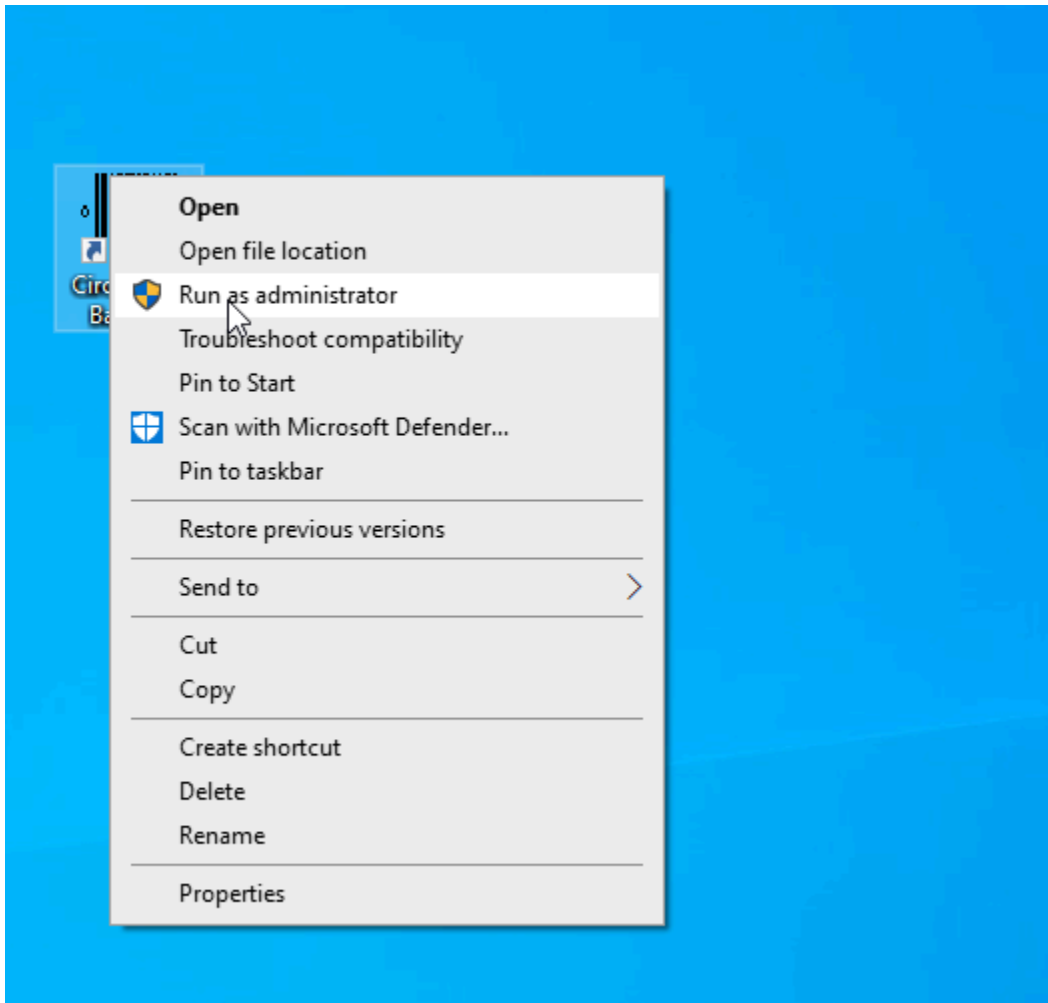 Open
Open file location
Run as administrator
Troubleshoot compatibility
Pin to Start
Scan with Microsoft Defender...
Pin to taskbar
Restore previous versions
Send to
Cut
Copy
Create shortcut
Delete
Rename
Properties